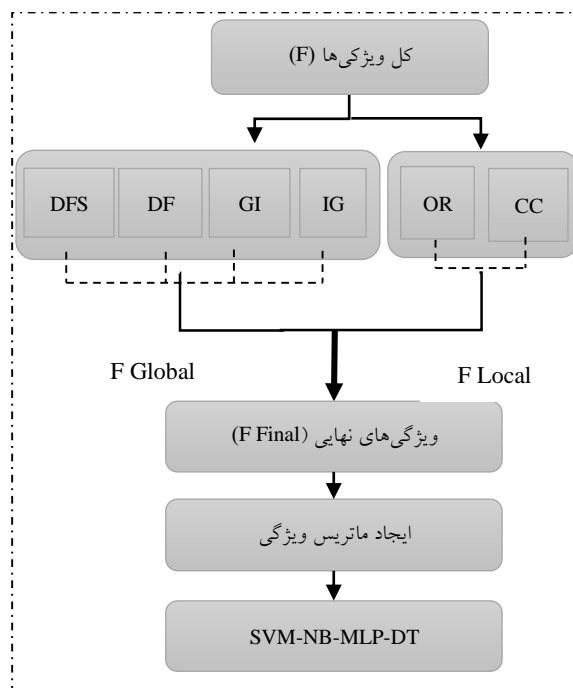 کل ویژکی‌ها (F)
DFS DF GI IG OR CC
F Global
F Local
ویژگی‌های نهایی (F Final)
ایجاد ماتریس ویژگی
SVM-NB-MLP-DT